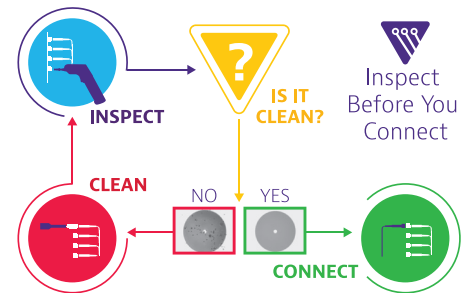 INSPECT
?
IS IT
CLEAN?
Inspect
Before You
Connect
CLEAN
NO
YES
CONNECT